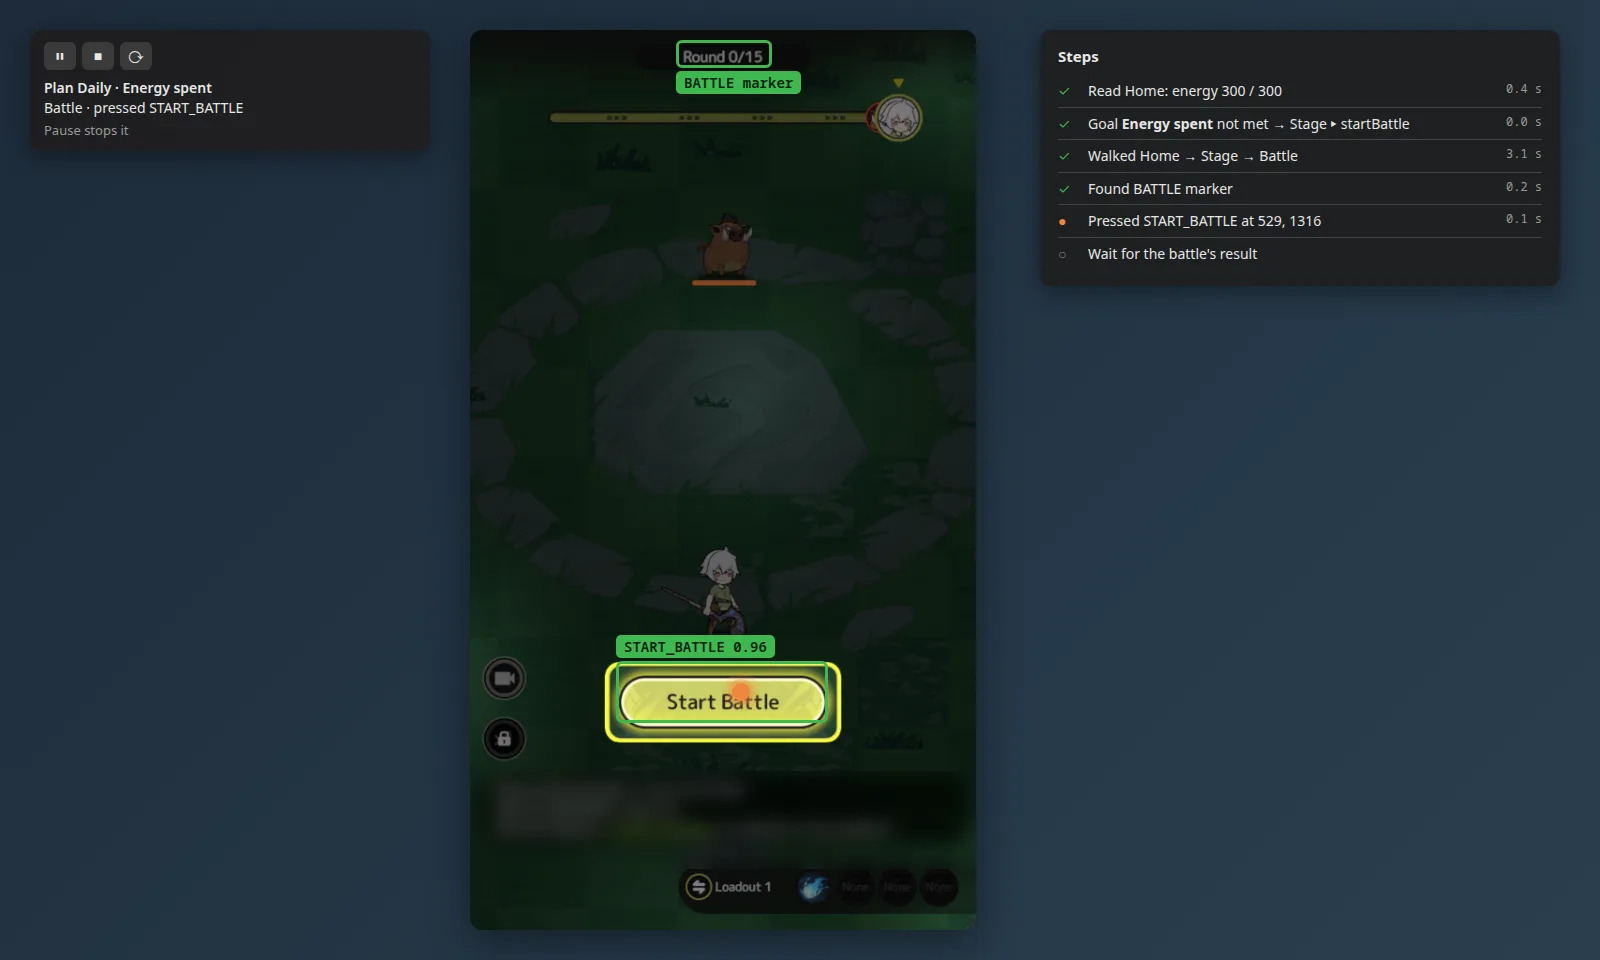 Plan Daily · Energy spent
Battle · pressed START_BATTLE
Pause stops it
Round 0/15
BATTLE marker
START_BATTLE 0.96
Start Battle
Loadout 1
None
None
None
Steps
Read Home: energy 300 / 300
0.4 s
Goal Energy spent not met → Stage ▸ startBattle
0.0 s
Walked Home → Stage → Battle
3.1 s
Found BATTLE marker
0.2 s
Pressed START_BATTLE at 529, 1316
0.1 s
Wait for the battle's result